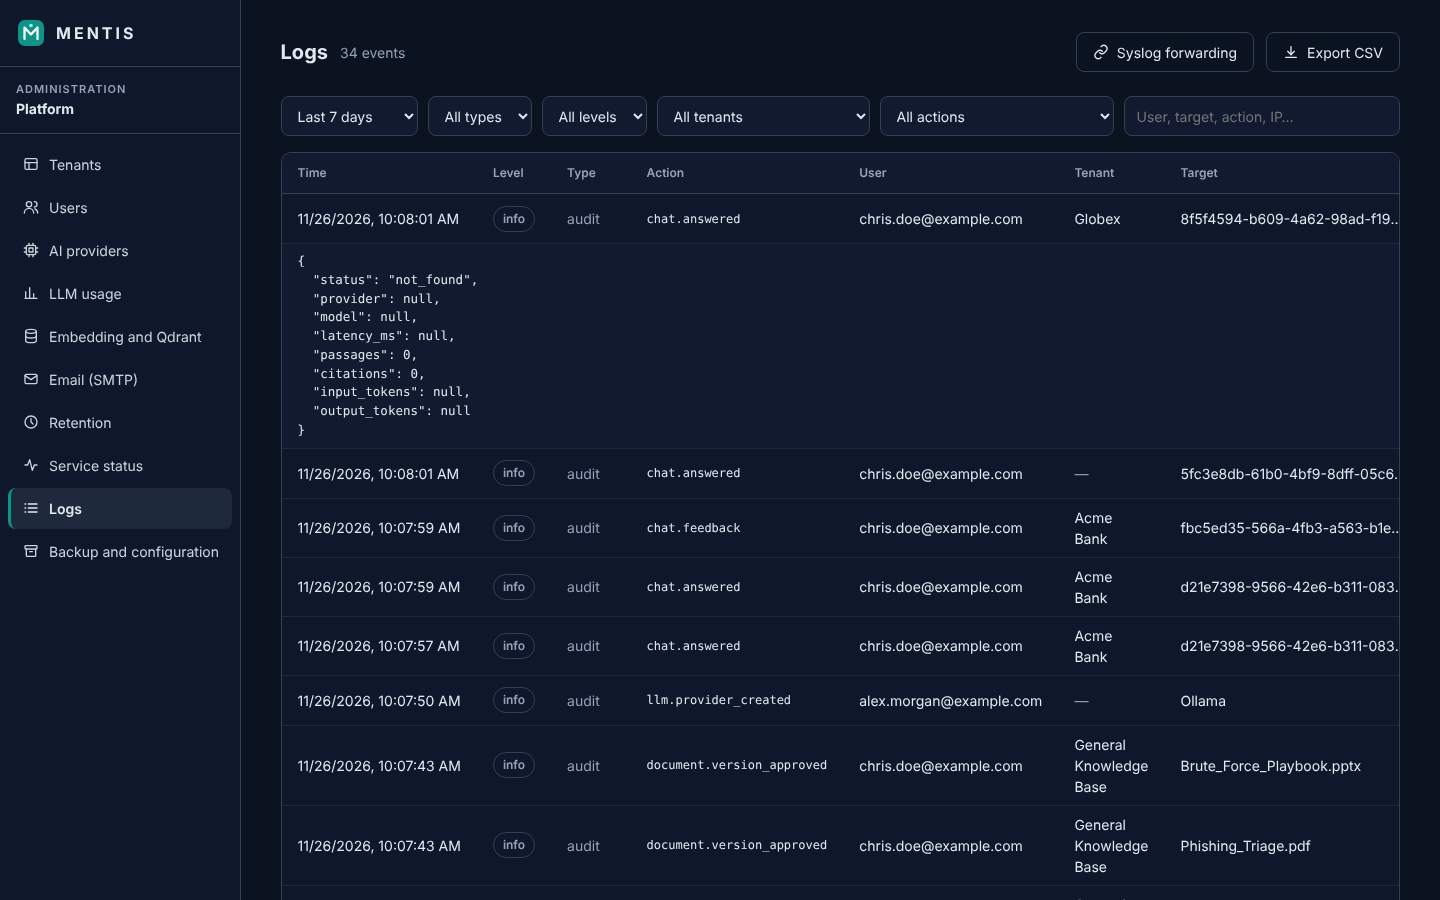 MENTIS
ADMINISTRATION
Platform
Tenants
Users
AI providers
LLM usage
Embedding and Qdrant
Email (SMTP)
Retention
Service status
Logs
Backup and configuration
Logs 34 events
Syslog forwarding Export CSV
Last 7 days All types All levels All tenants All actions User, target, action, IP...
Time Level Type Action User Tenant Target
11/26/2026, 10:08:01 AM info audit chat.answered chris.doe@example.com Globex 8f5f4594-b609-4a62-98ad-f19...
{
"status": "not_found",
"provider": null,
"model": null,
"latency_ms": null,
"passages": 0,
"citations": 0,
"input_tokens": null,
"output_tokens": null
}
11/26/2026, 10:08:01 AM info audit chat.answered chris.doe@example.com — 5fc3e8db-61b0-4bf9-8dff-05c6...
11/26/2026, 10:07:59 AM info audit chat.feedback chris.doe@example.com Acme Bank fbc5ed35-566a-4fb3-a563-b1e...
11/26/2026, 10:07:59 AM info audit chat.answered chris.doe@example.com Acme Bank d21e7398-9566-42e6-b311-083...
11/26/2026, 10:07:57 AM info audit chat.answered chris.doe@example.com Acme Bank d21e7398-9566-42e6-b311-083...
11/26/2026, 10:07:50 AM info audit llm.provider_created alex.morgan@example.com — Ollama
11/26/2026, 10:07:43 AM info audit document.version_approved chris.doe@example.com General Knowledge Base Brute_Force_Playbook.pptx
11/26/2026, 10:07:43 AM info audit document.version_approved chris.doe@example.com General Knowledge Base Phishing_Triage.pdf